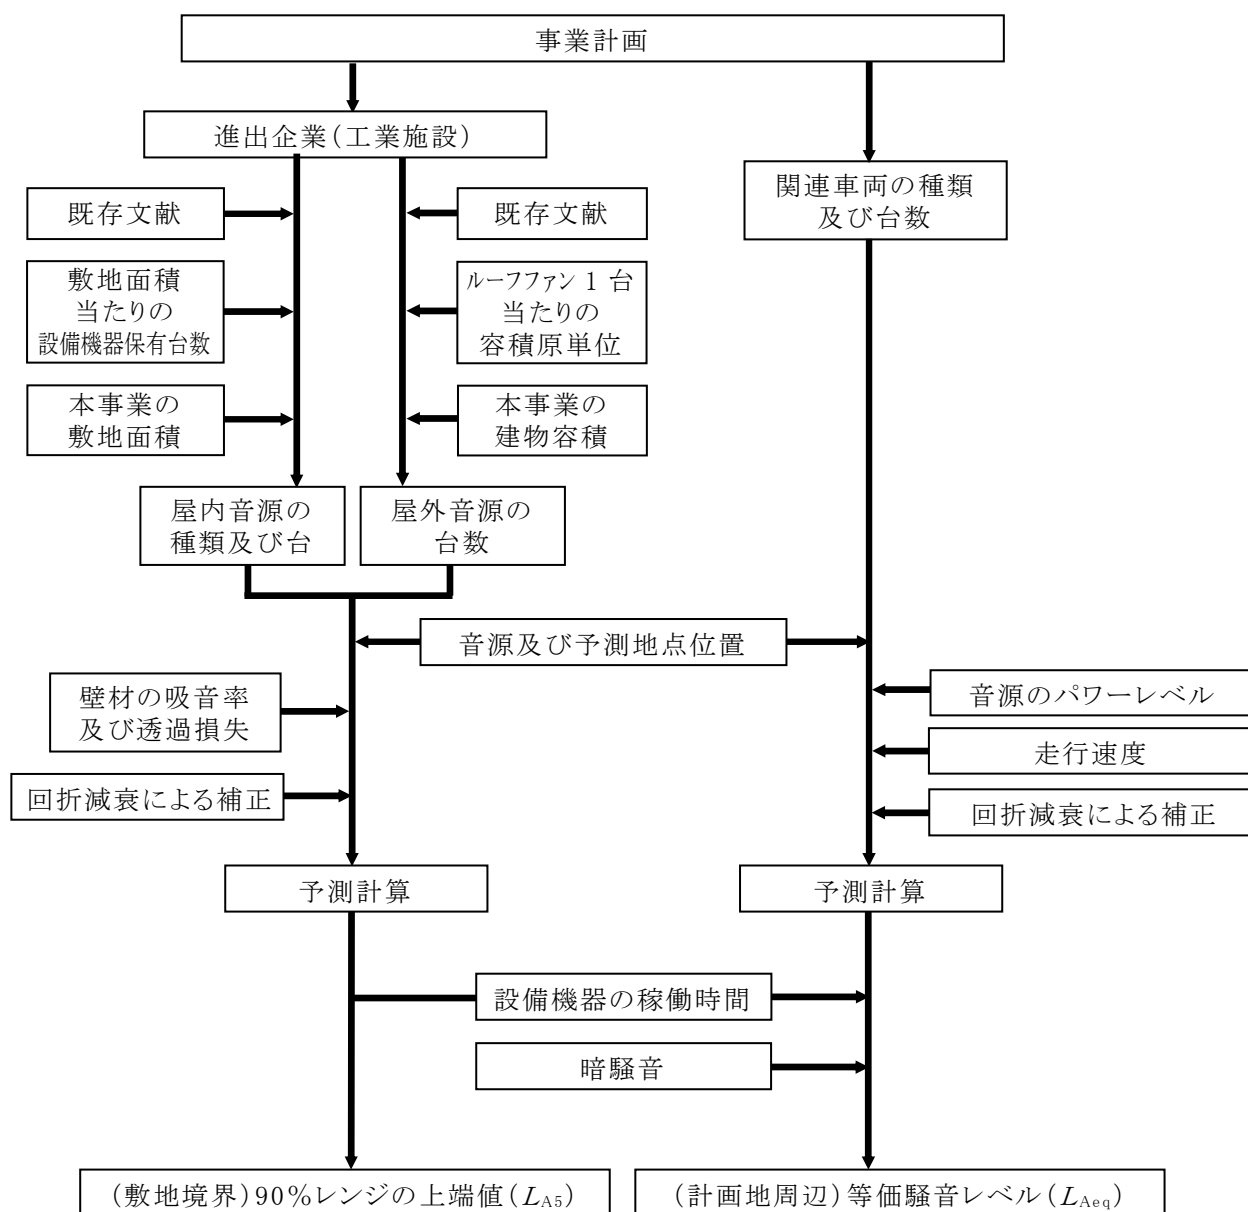 事業計画
進出企業（工業施設）
関連車両の種類
及び台数
既存文献
既存文献
敷地面積
当たりの
設備機器保有台数
ルーフファン 1 台
当たりの
容積原単位
本事業の
敷地面積
本事業の
建物容積
屋内音源の
種類及び台
屋外音源の
台数
音源及び予測地点位置
壁材の吸音率
及び透過損失
音源のパワーレベル
走行速度
回折減衰による補正
回折減衰による補正
予測計算
予測計算
設備機器の稼働時間
暗騒音
（敷地境界）90％レンジの上端値（LA5）
（計画地周辺）等価騒音レベル（LAeq）